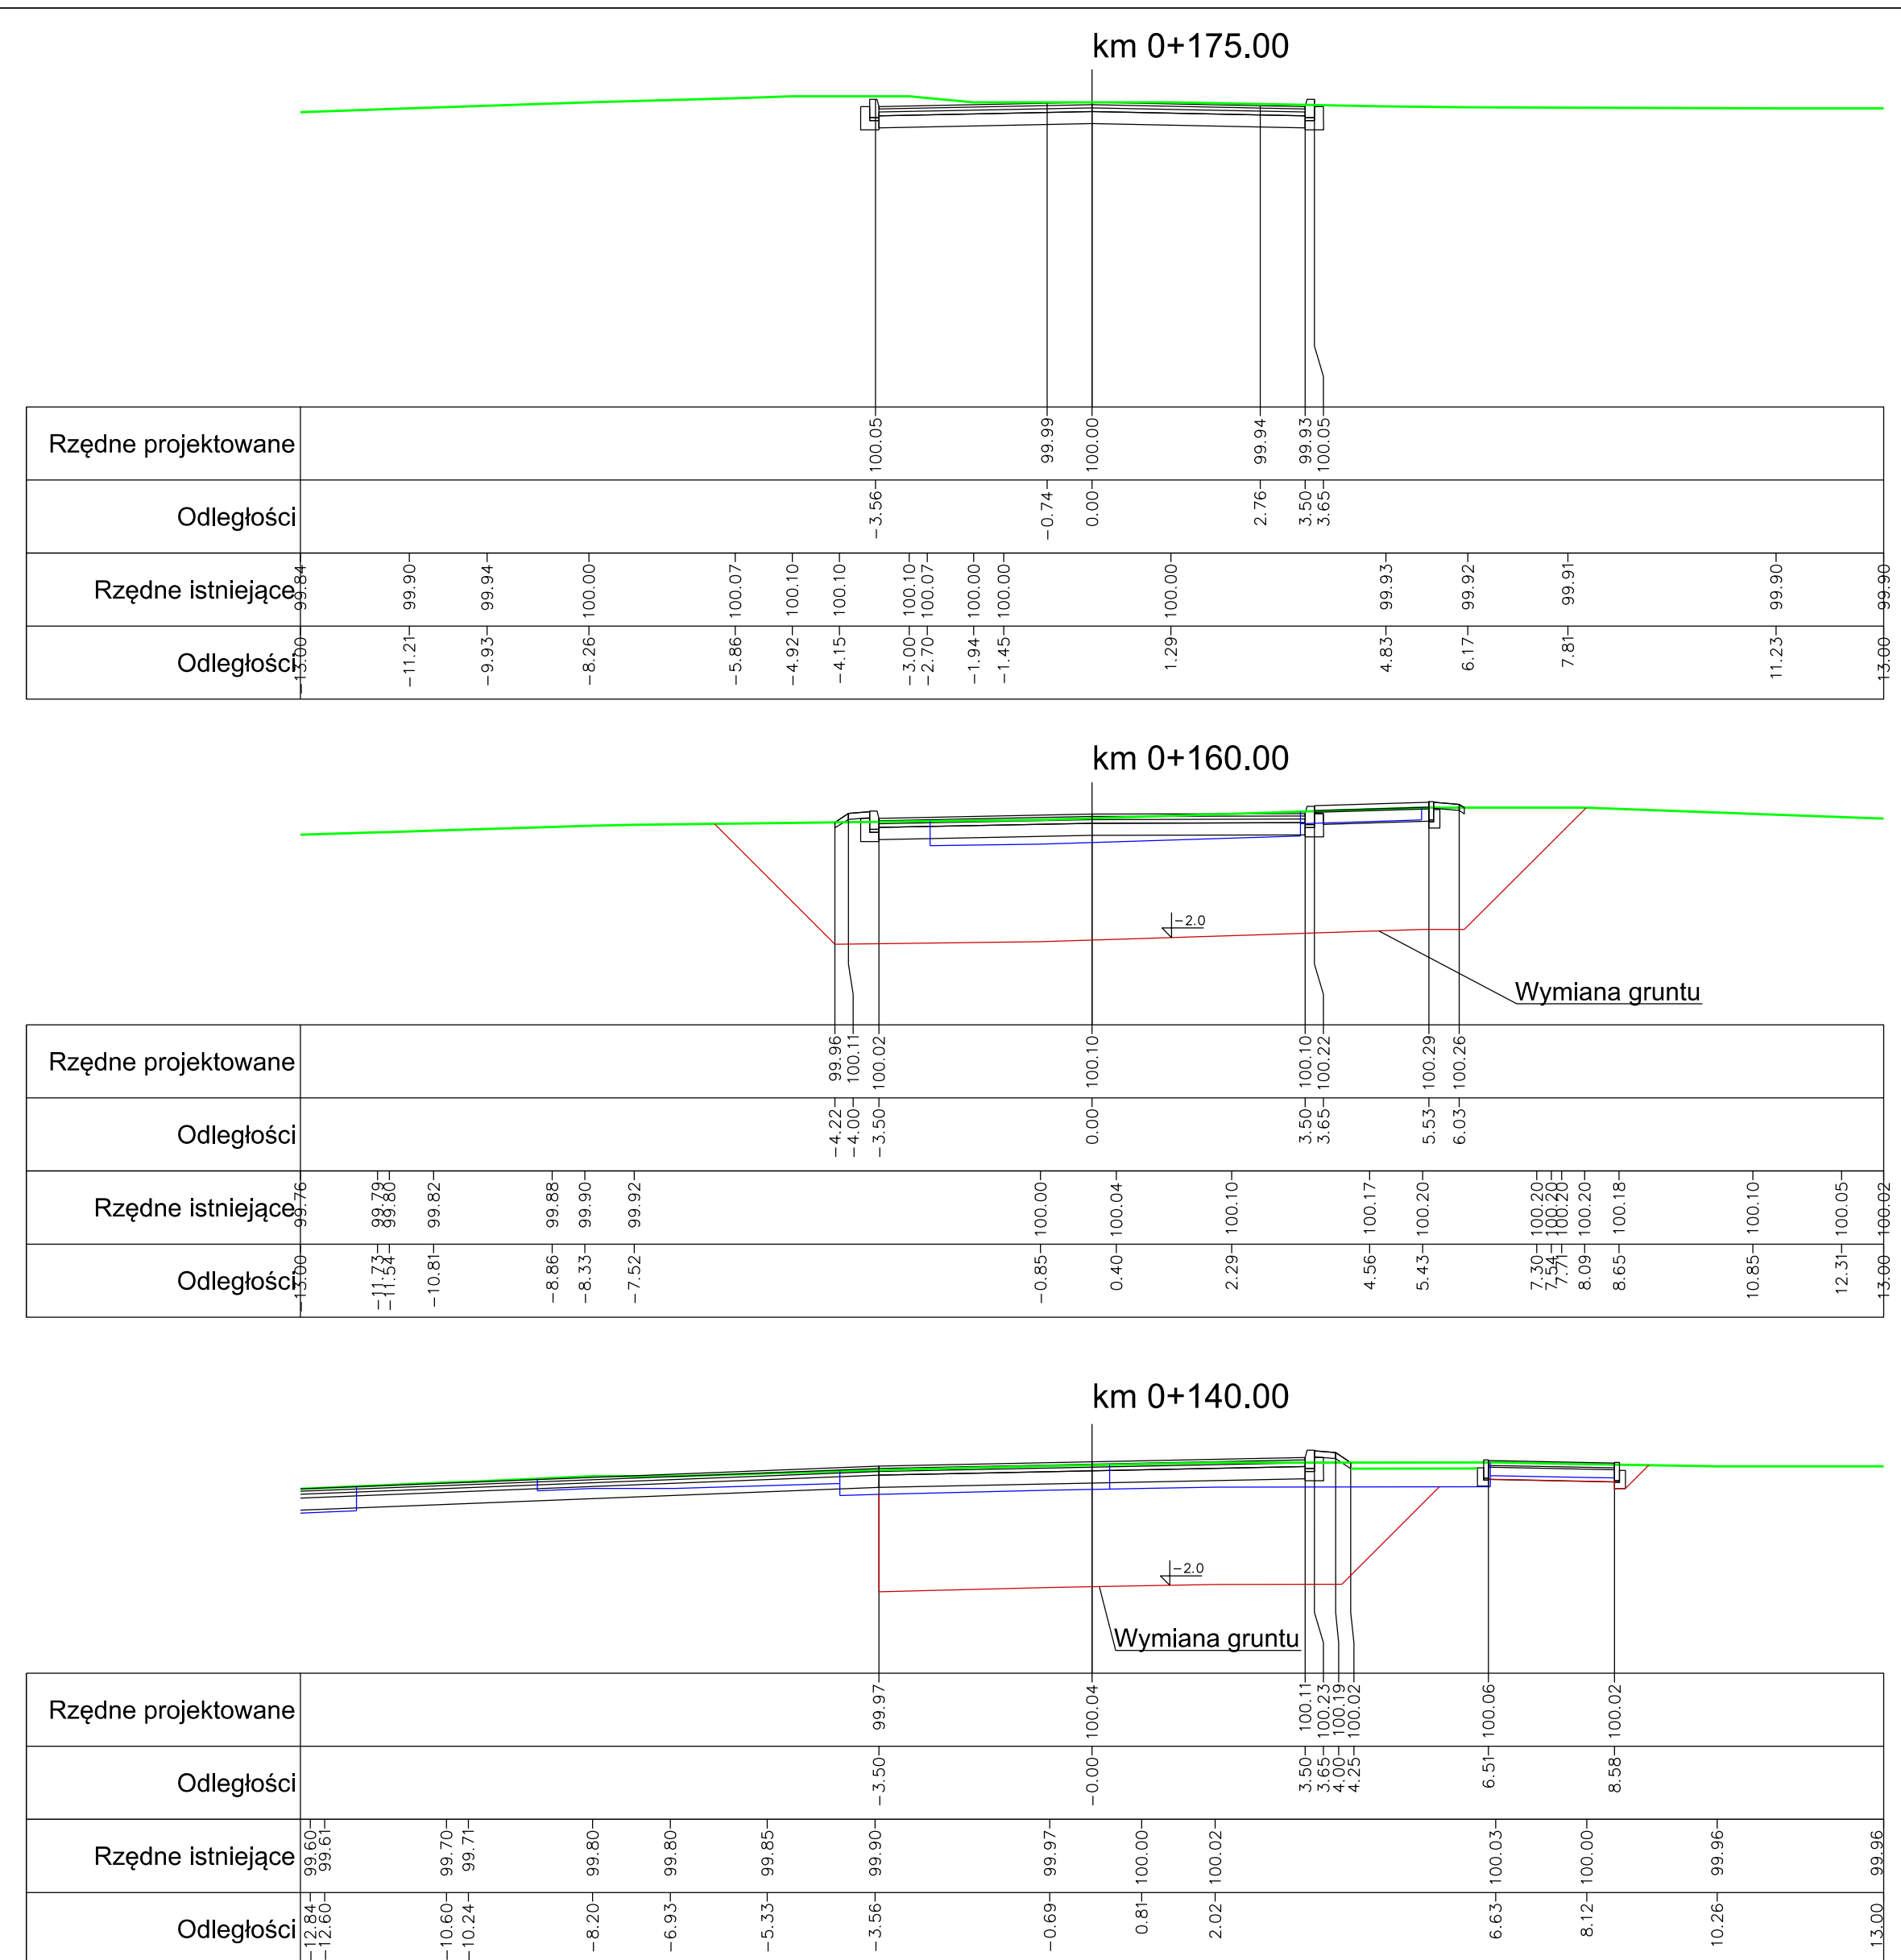 km 0+175.00
Rzędne projektowane 100.05 99.99 100.00 99.94 99.93 100.05
Odległości -3.56 -0.74 0.00 2.76 3.50 3.65
Rzędne istniejące 99.84 99.90 99.94 100.00 100.07 100.10 100.10 100.10 100.07 100.00 100.00 100.00 99.93 99.92 99.91 99.90 99.90
Odległości -13.00 -11.21 -9.93 -8.26 -5.86 -4.92 -4.15 -3.00 -2.70 -1.94 -1.45 1.29 4.83 6.17 7.81 11.23 13.00
km 0+160.00
-2.0
Wymiana gruntu
Rzędne projektowane 99.96 100.11 100.02 100.10 100.10 100.22 100.29 100.26
Odległości -4.22 -4.00 -3.50 0.00 3.50 3.65 5.53 6.03
Rzędne istniejące 99.76 99.79 99.80 99.82 99.88 99.90 99.92 100.00 100.04 100.10 100.17 100.20 100.20 100.20 100.20 100.20 100.18 100.10 100.05 100.02
Odległości -13.00 -11.73 -11.54 -10.81 -8.86 -8.33 -7.52 -0.85 0.40 2.29 4.56 5.43 7.30 7.54 7.71 8.09 8.65 10.85 12.31 13.00
km 0+140.00
-2.0
Wymiana gruntu
Rzędne projektowane 99.97 100.04 100.11 100.23 100.19 100.02 100.06 100.02
Odległości -3.50 -0.00 3.50 3.65 4.00 4.25 6.51 8.58
Rzędne istniejące 99.60 99.61 99.70 99.71 99.80 99.80 99.85 99.90 99.97 100.00 100.02 100.03 100.00 99.96 99.96
Odległości -12.84 -12.60 -10.60 -10.24 -8.20 -6.93 -5.33 -3.56 -0.69 0.81 2.02 6.63 8.12 10.26 13.00